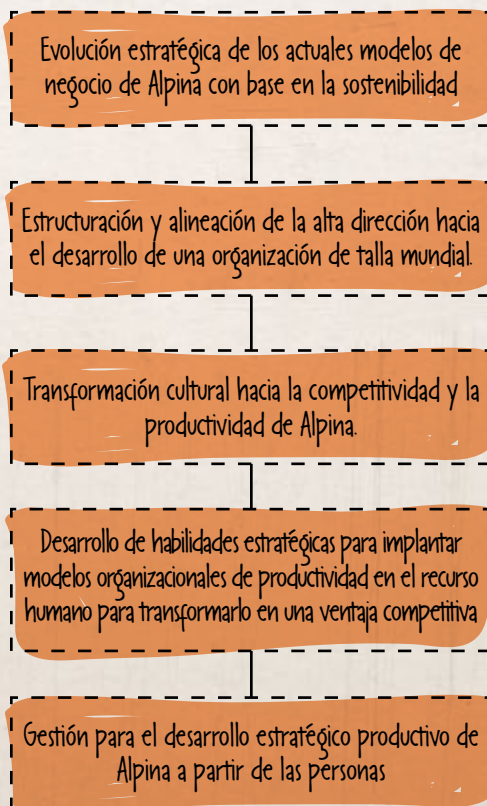 Evolución estratégica de los actuales modelos de
negocio de Alpina con base en la sostenibilidad
Estructuración y alineación de la alta dirección hacia
el desarrollo de una organización de talla mundial.
Transformación cultural hacia la competitividad y la
productividad de Alpina.
Desarrollo de habilidades estratégicas para implantar
modelos organizacionales de productividad en el recurso
humano para transformarlo en una ventaja competitiva
Gestión para el desarrollo estratégico productivo de
Alpina a partir de las personas